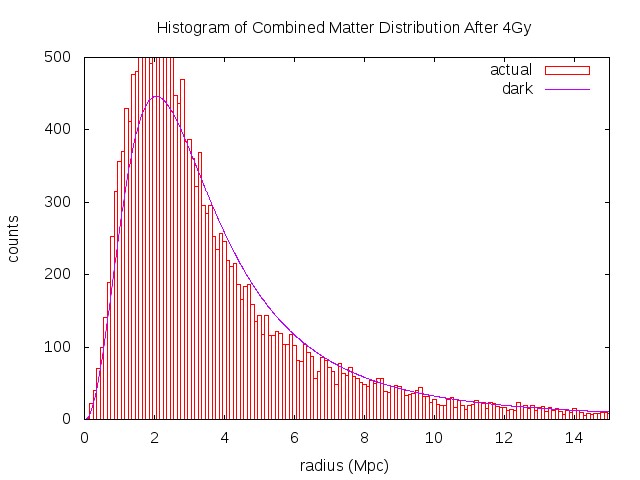 Histogram of Combined Matter Distribution After 4Gy
500
400
300
200
100
0
counts
actual
dark
0 2 4 6 8 10 12 14
radius (Mpc)